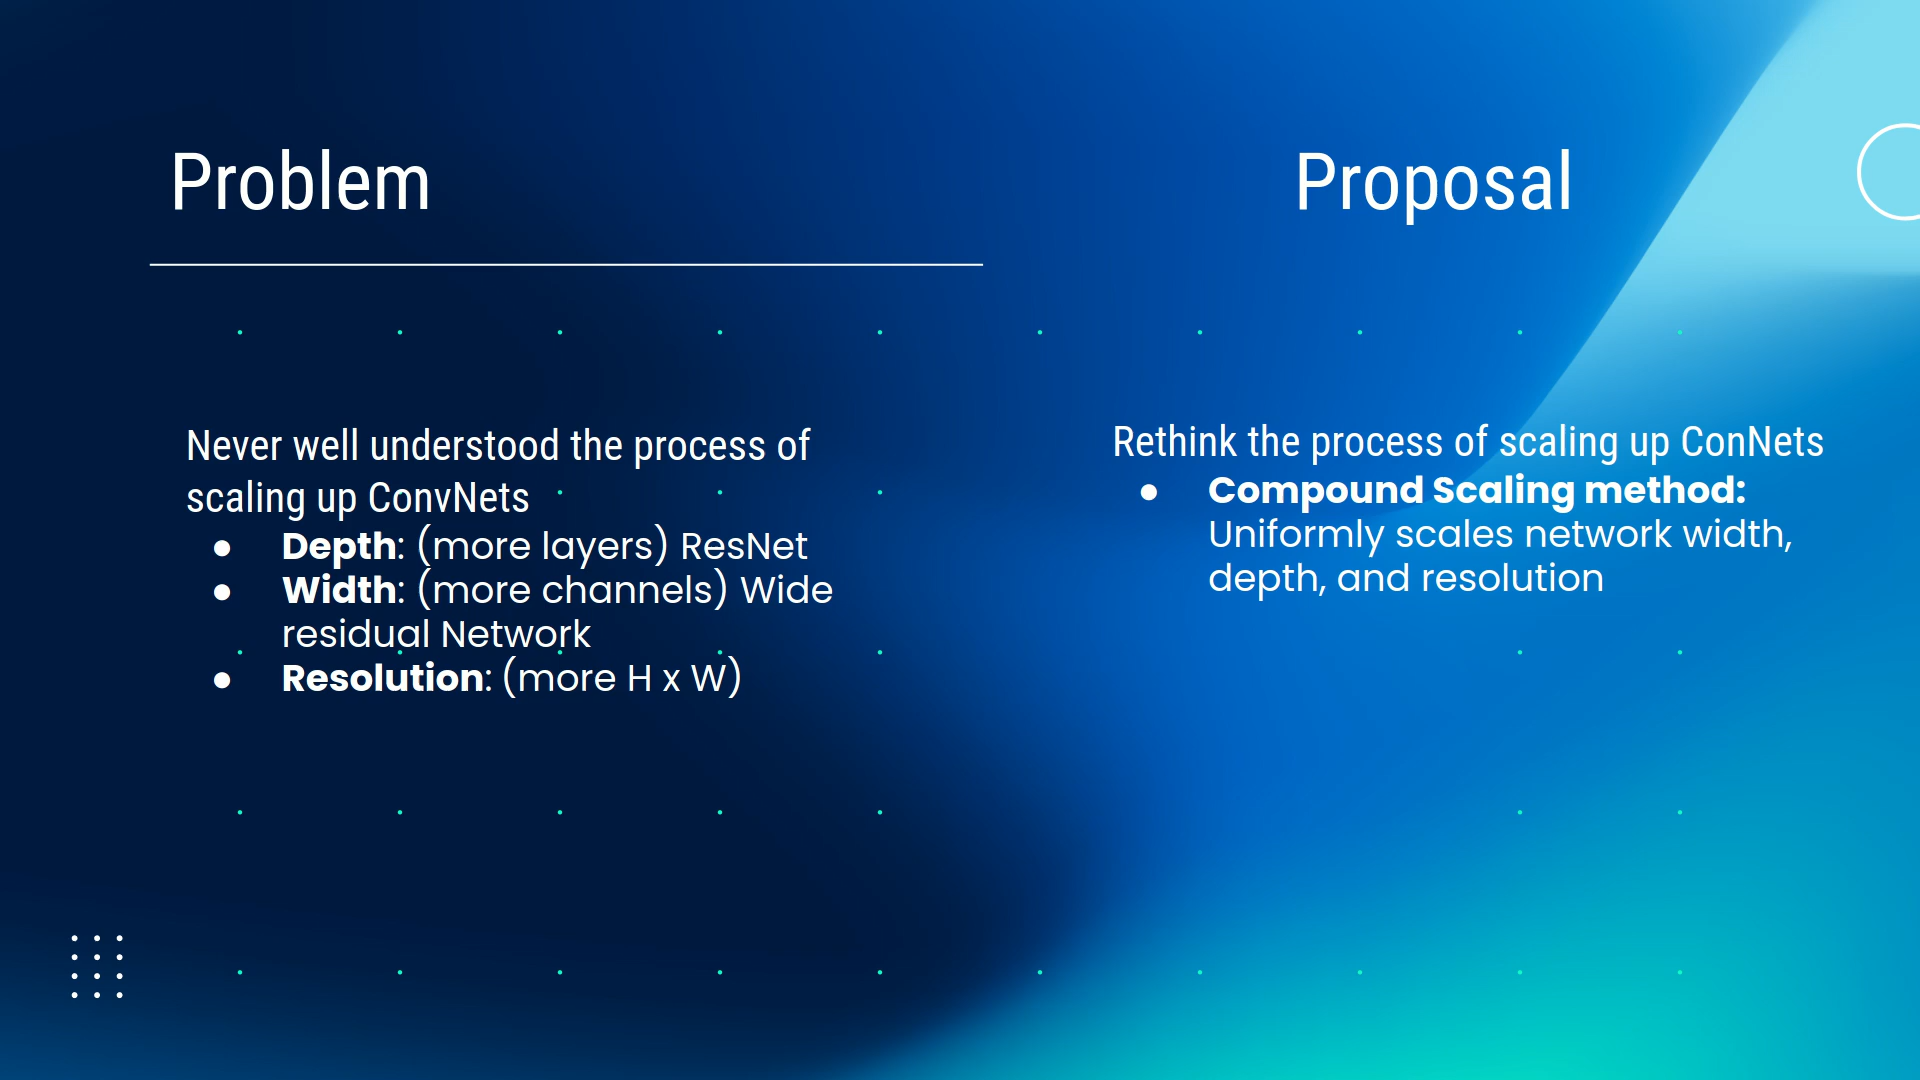 Problem
Never well understood the process of
scaling up ConvNets
● Depth: (more layers) ResNet
● Width: (more channels) Wide
residual Network
● Resolution: (more H x W)
Proposal
Rethink the process of scaling up ConNets
● Compound Scaling method:
Uniformly scales network width,
depth, and resolution